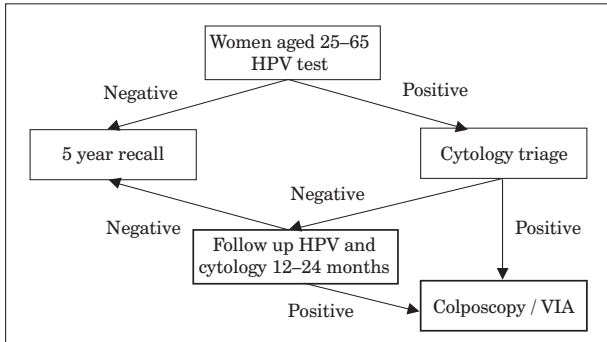 Women aged 25–65
HPV test
Negative
Positive
5 year recall
Cytology triage
Negative
Negative
Positive
Follow up HPV and
cytology 12–24 months
Positive
Colposcopy / VIA